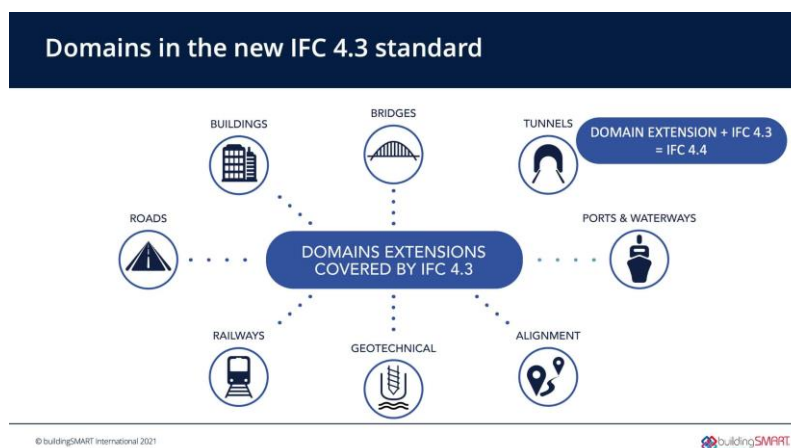 Domains in the new IFC 4.3 standard
BRIDGES
BUILDINGS
TUNNELS
DOMAIN EXTENSION + IFC 4.3
= IFC 4.4
ROADS
PORTS & WATERWAYS
DOMAINS EXTENSIONS
COVERED BY IFC 4.3
RAILWAYS
GEOTECHNICAL
ALIGNMENT
© buildingSMART International 2021
buildingSMART